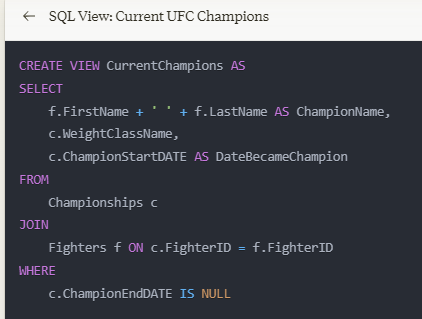 ← SQL View: Current UFC Champions
CREATE VIEW CurrentChampions AS
SELECT
    f.FirstName + ' ' + f.LastName AS ChampionName,
    c.WeightClassName,
    c.ChampionStartDATE AS DateBecameChampion
FROM
    Championships c
JOIN
    Fighters f ON c.FighterID = f.FighterID
WHERE
    c.ChampionEndDATE IS NULL